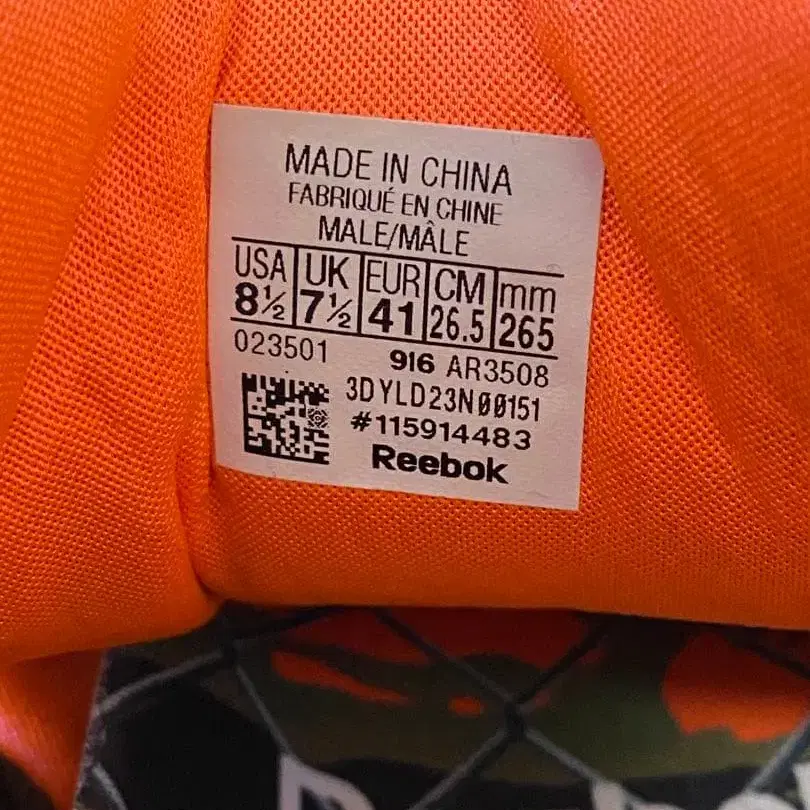 MADE IN CHINA
FABRIQUÉ EN CHINE
MALE/MÂLE
USA UK EUR CM mm
8½ 7½ 41 26.5 265
023501 916 AR3508
3DYLD23N00151
#115914483
Reebok